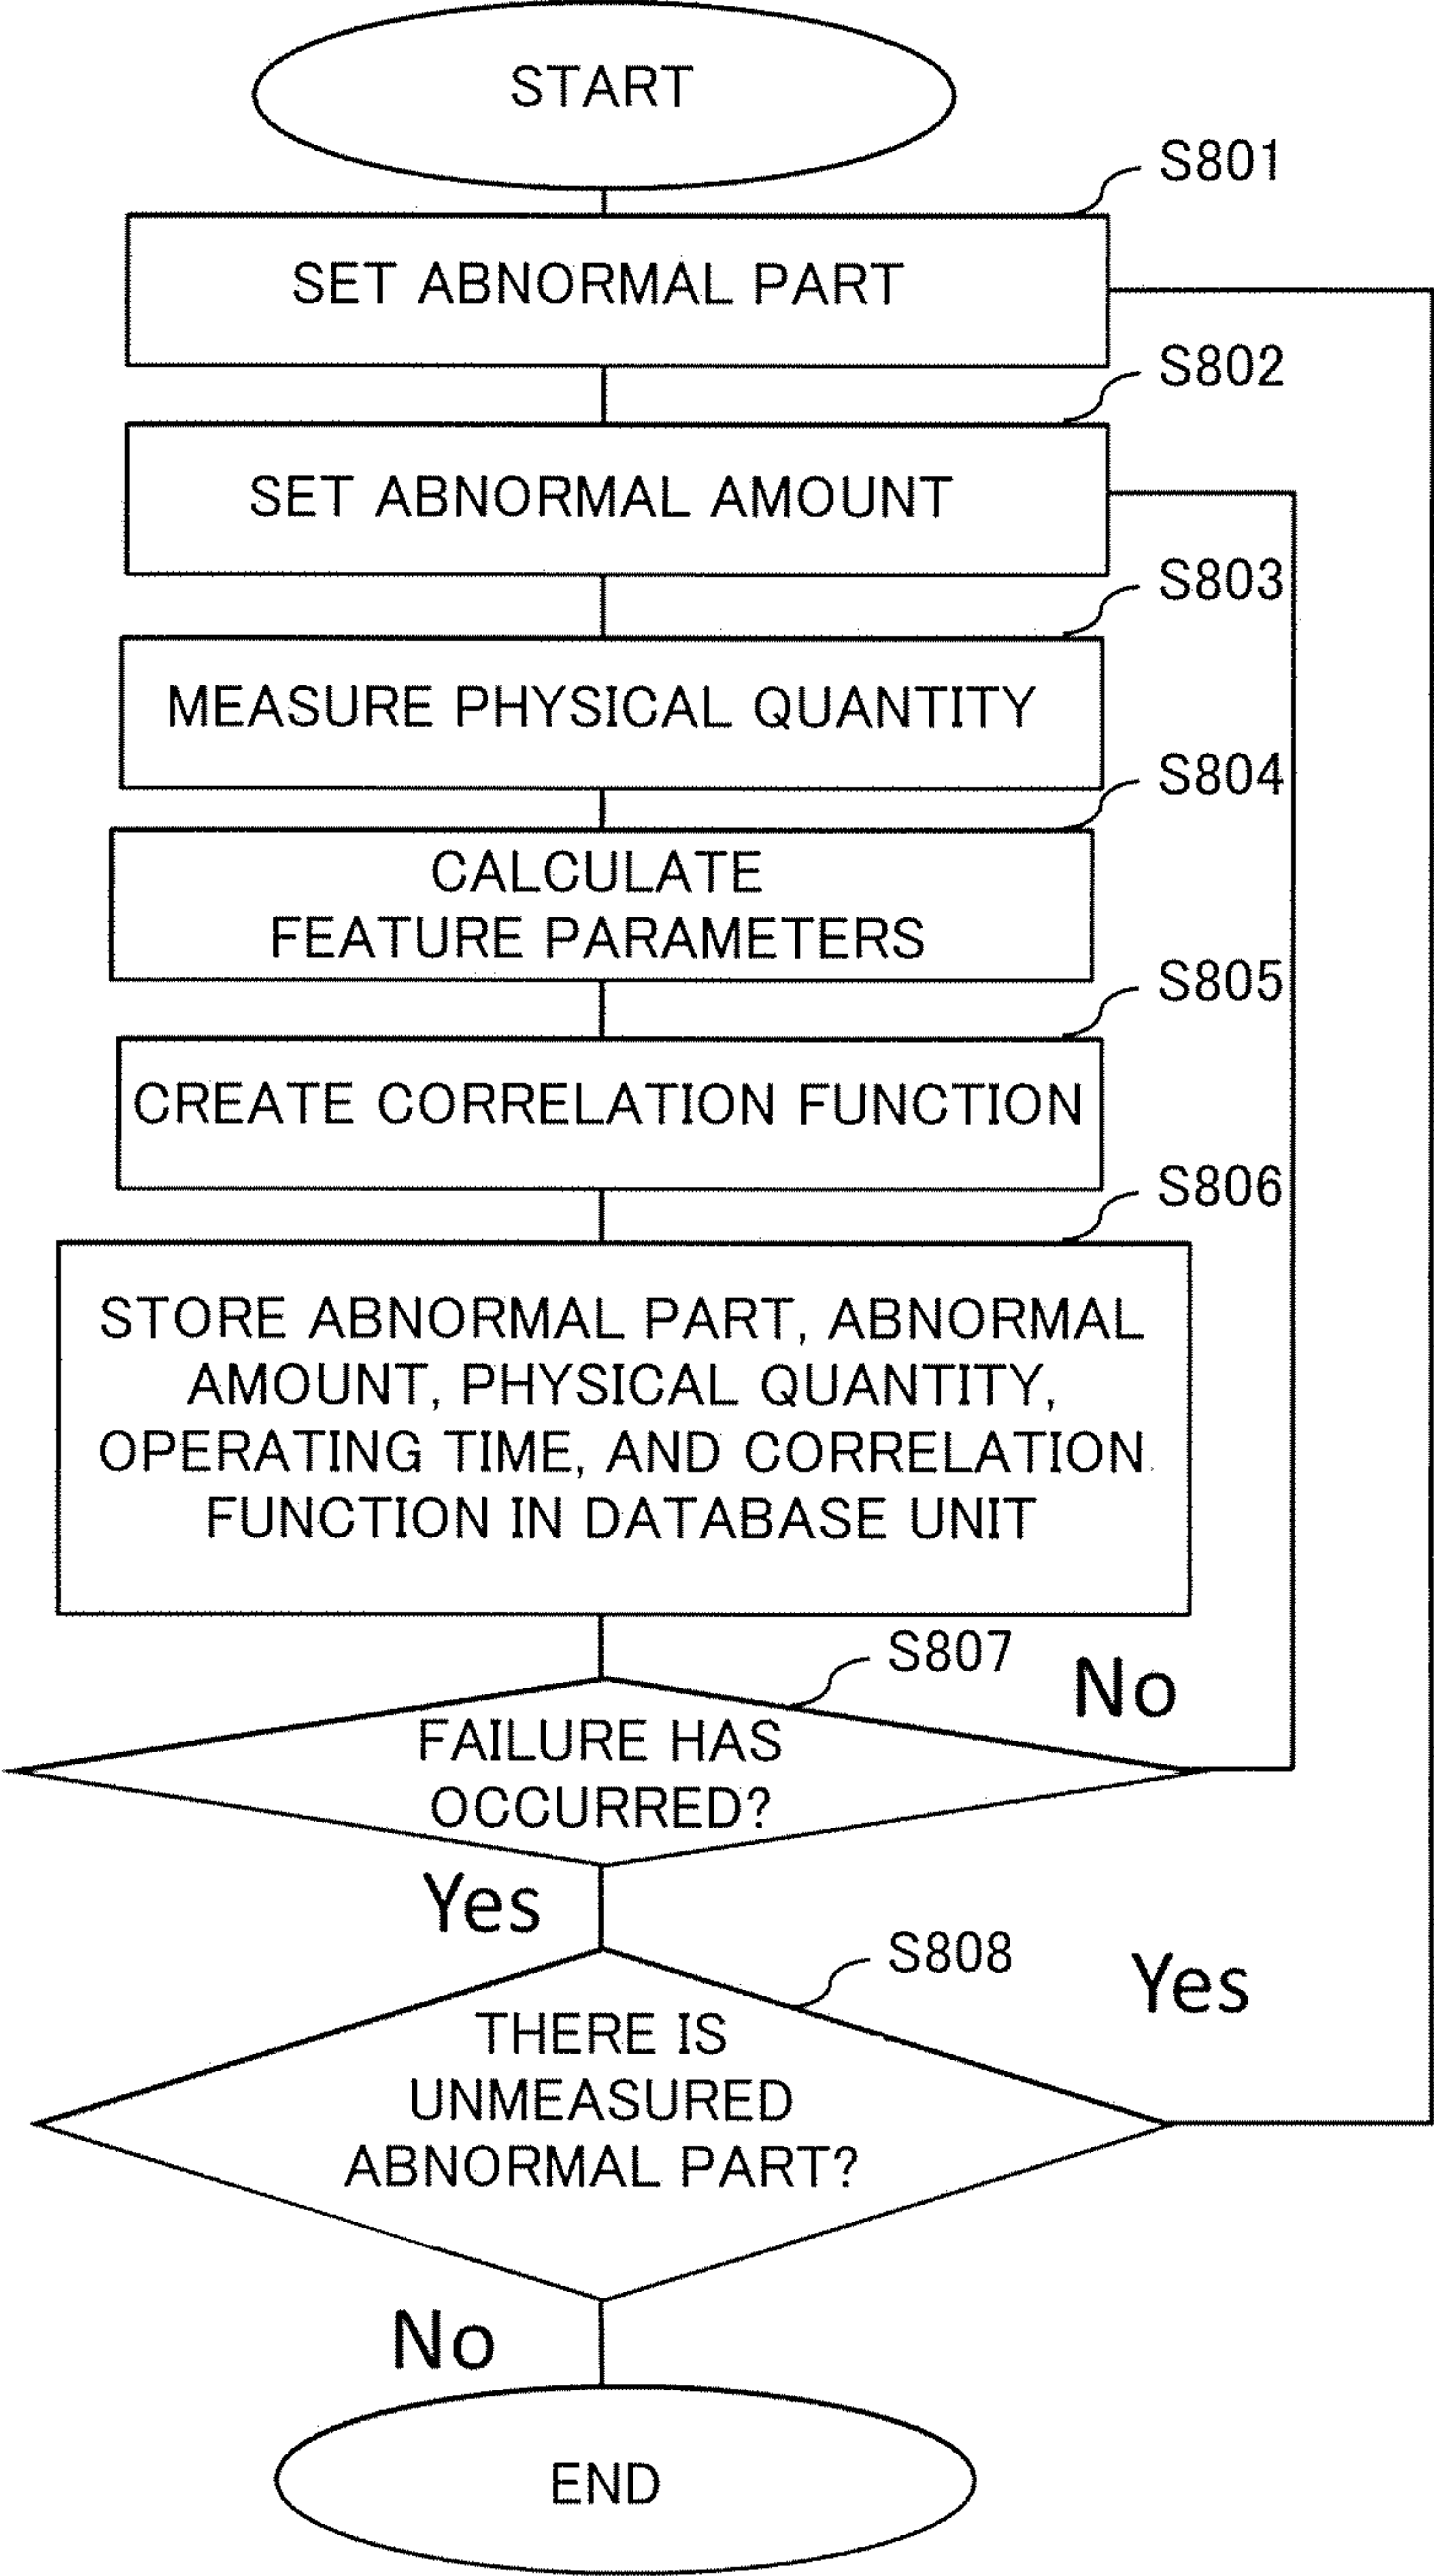 START
S801
SET ABNORMAL PART
S802
SET ABNORMAL AMOUNT
S803
MEASURE PHYSICAL QUANTITY
S804
CALCULATE
FEATURE PARAMETERS
S805
CREATE CORRELATION FUNCTION
S806
STORE ABNORMAL PART, ABNORMAL
AMOUNT, PHYSICAL QUANTITY,
OPERATING TIME, AND CORRELATION
FUNCTION IN DATABASE UNIT
S807
No
FAILURE HAS
OCCURRED?
Yes
S808
Yes
THERE IS
UNMEASURED
ABNORMAL PART?
No
END